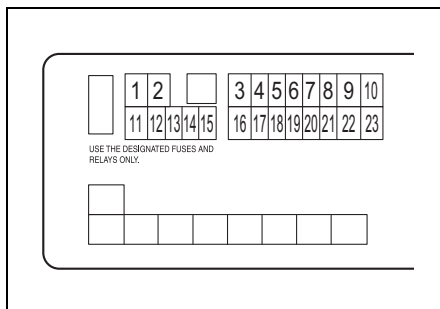 1 2 3 4 5 6 7 8 9 10
11 12 13 14 15 16 17 18 19 20 21 22 23
USE THE DESIGNATED FUSES AND
RELAYS ONLY.